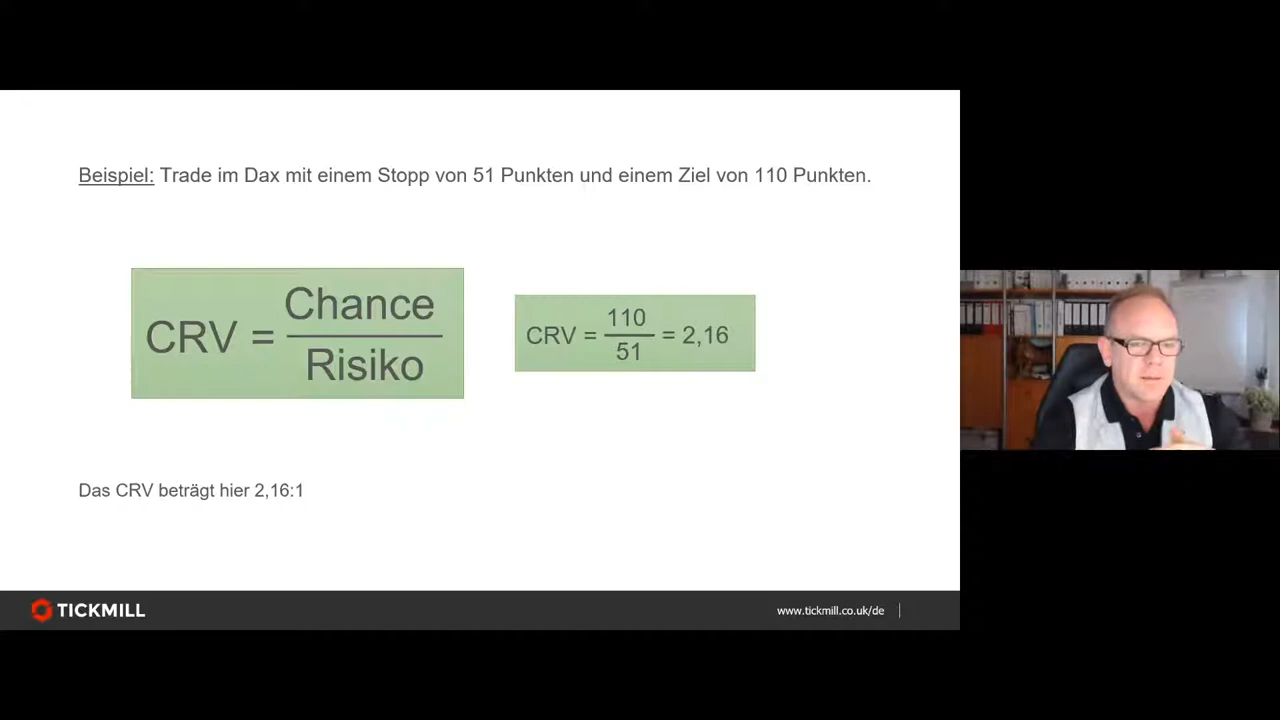 Beispiel: Trade im Dax mit einem Stopp von 51 Punkten und einem Ziel von 110 Punkten.
CRV = Chance / Risiko
CRV = 110 / 51 = 2,16
Das CRV beträgt hier 2,16:1
TICKMILL
www.tickmill.co.uk/de |